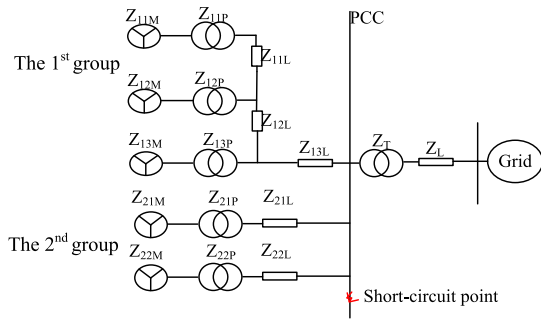 Z11M
Z11P
PCC
The 1st group
Z11L
Z12M
Z12P
Z12L
Z13M
Z13P
Z13L
ZT
ZL
Grid
Z21M
Z21P
Z21L
The 2nd group
Z22M
Z22P
Z22L
Short-circuit point